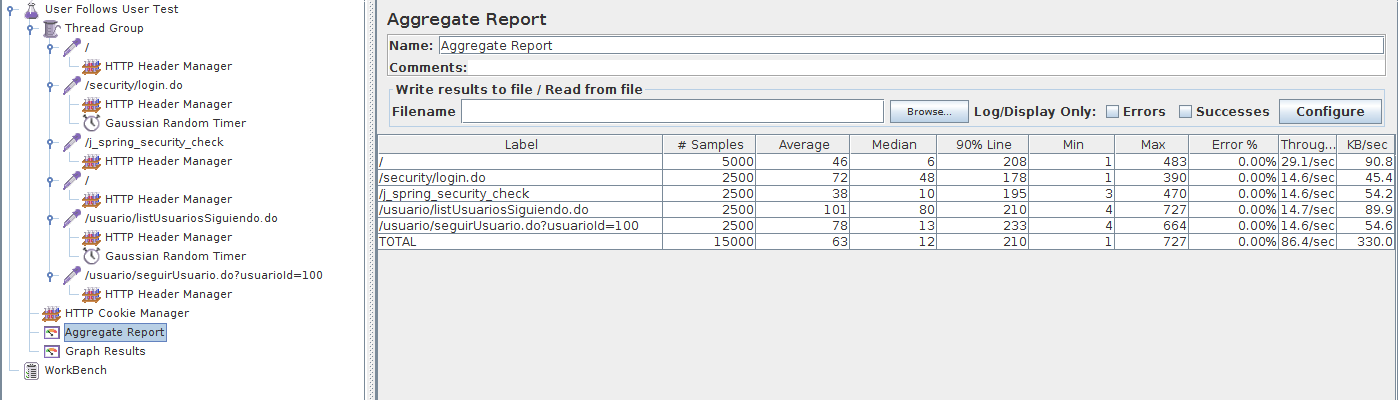 User Follows User Test
Thread Group
/
HTTP Header Manager
/security/login.do
HTTP Header Manager
Gaussian Random Timer
/j_spring_security_check
HTTP Header Manager
/
HTTP Header Manager
/usuario/listUsuariosSiguiendo.do
HTTP Header Manager
Gaussian Random Timer
/usuario/seguirUsuario.do?usuarioId=100
HTTP Header Manager
HTTP Cookie Manager
Aggregate Report
Graph Results
WorkBench
Aggregate Report
Name: Aggregate Report
Comments:
Write results to file / Read from file
Filename Browse... Log/Display Only: Errors Successes Configure
Label # Samples Average Median 90% Line Min Max Error % Throug... KB/sec
/ 5000 46 6 208 1 483 0.00% 29.1/sec 90.8
/security/login.do 2500 72 48 178 1 390 0.00% 14.6/sec 45.4
/j_spring_security_check 2500 38 10 195 3 470 0.00% 14.6/sec 54.2
/usuario/listUsuariosSiguiendo.do 2500 101 80 210 4 727 0.00% 14.7/sec 89.9
/usuario/seguirUsuario.do?usuarioId=100 2500 78 13 233 4 664 0.00% 14.6/sec 54.6
TOTAL 15000 63 12 210 1 727 0.00% 86.4/sec 330.0